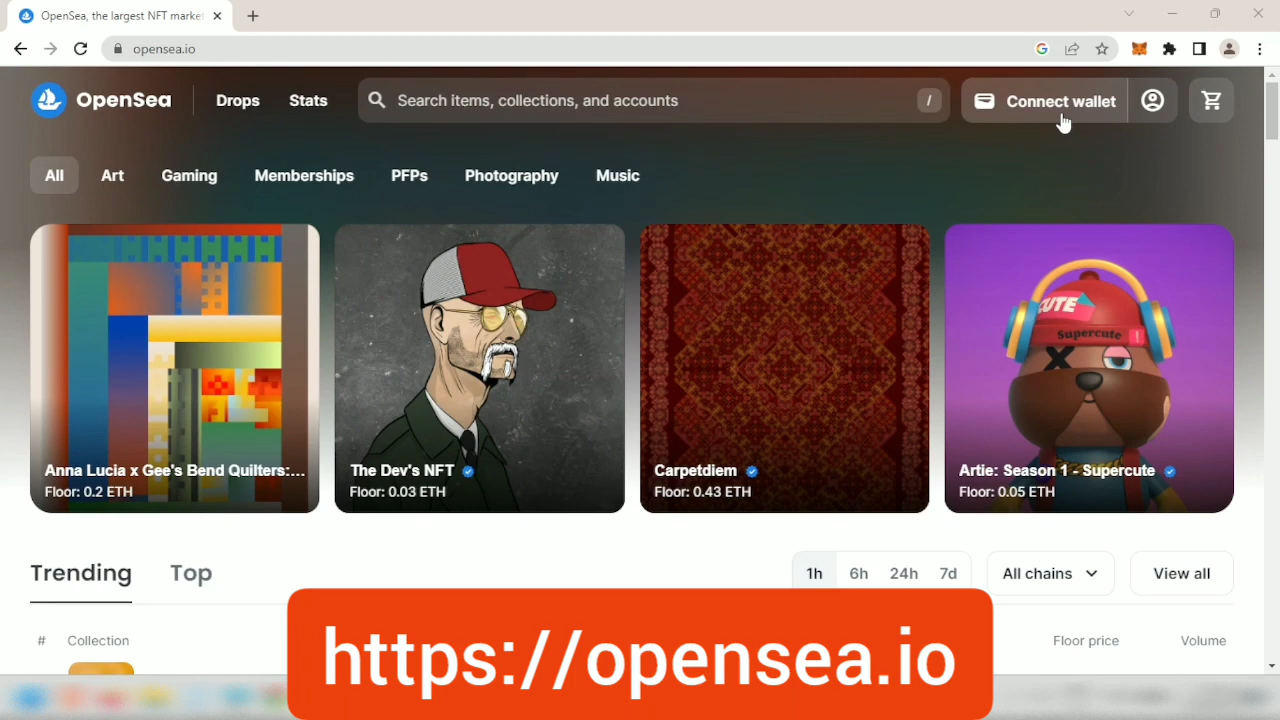 OpenSea, the largest NFT market
opensea.io
OpenSea
Drops
Stats
Search items, collections, and accounts
/
Connect wallet
All
Art
Gaming
Memberships
PFPs
Photography
Music
CUTE
Supercute
Anna Lucia x Gee's Bend Quilters:...
Floor: 0.2 ETH
The Dev's NFT
Floor: 0.03 ETH
Carpetdiem
Floor: 0.43 ETH
Artie: Season 1 - Supercute
Floor: 0.05 ETH
Trending
Top
1h
6h
24h
7d
All chains
View all
#
Collection
Floor price
Volume
https://opensea.io